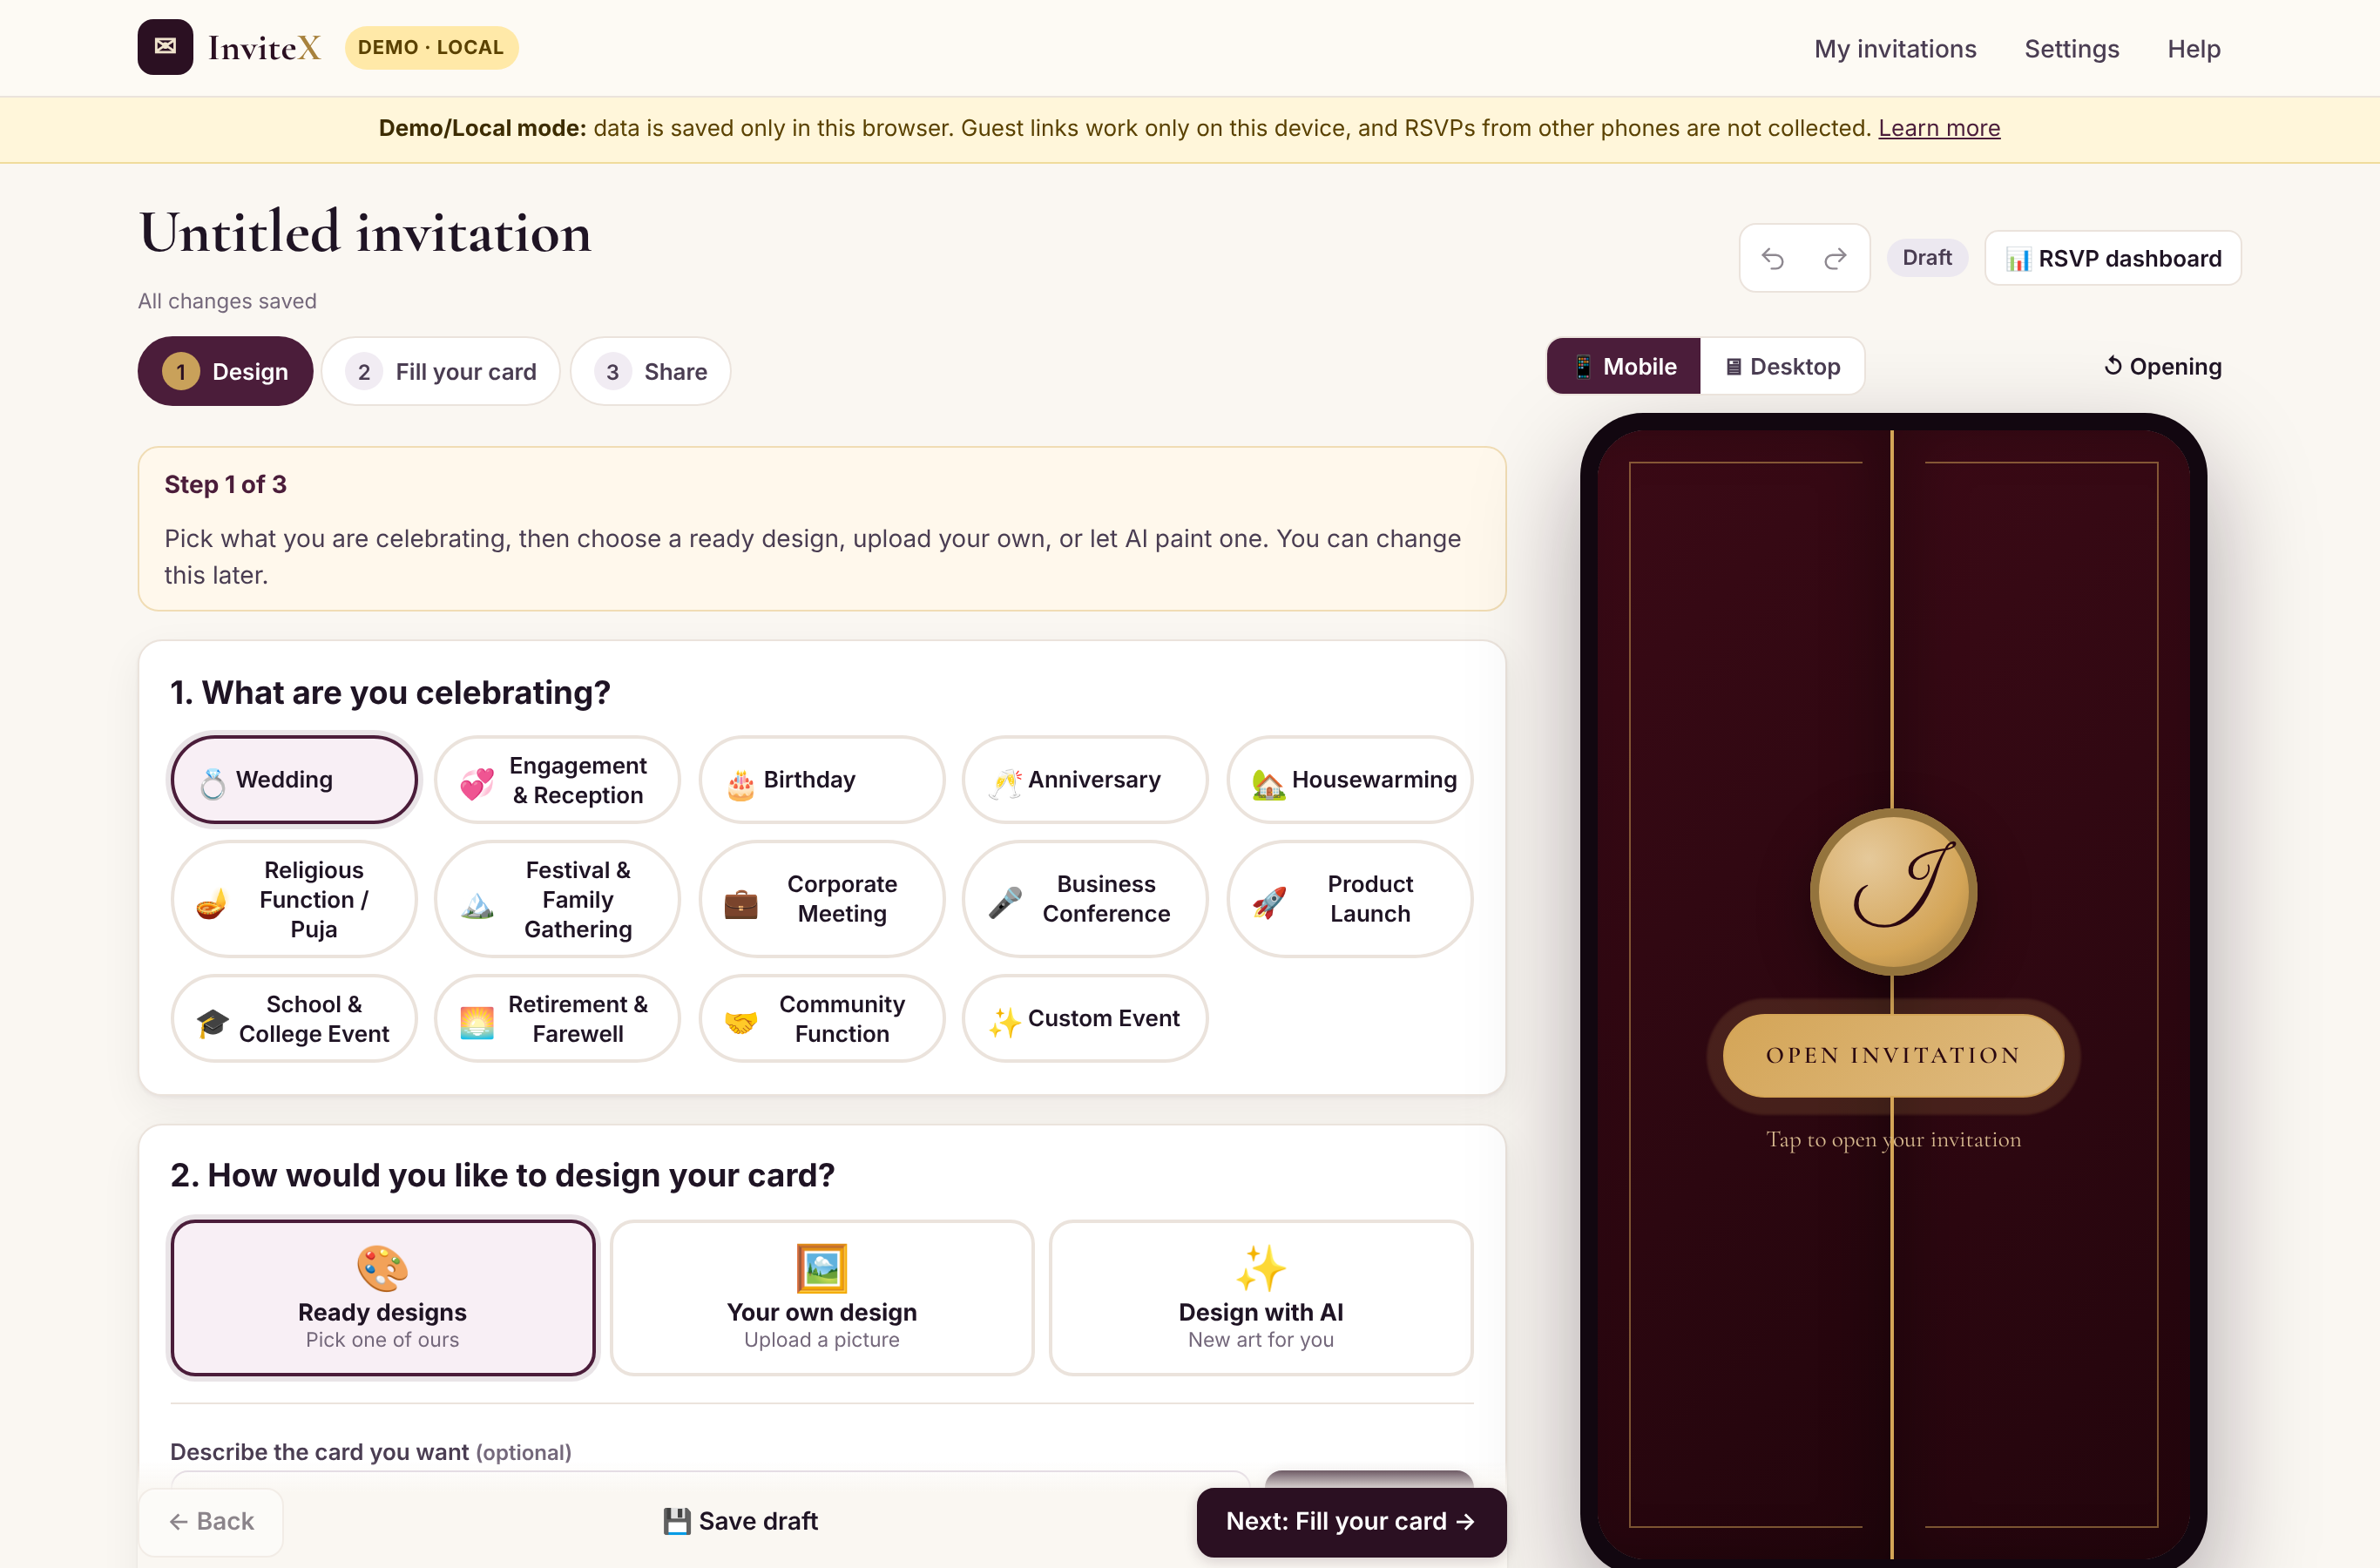 InviteX DEMO · LOCAL My invitations Settings Help
Demo/Local mode: data is saved only in this browser. Guest links work only on this device, and RSVPs from other phones are not collected. Learn more
Untitled invitation
Draft RSVP dashboard
All changes saved
1 Design 2 Fill your card 3 Share
Mobile Desktop Opening
Step 1 of 3
Pick what you are celebrating, then choose a ready design, upload your own, or let AI paint one. You can change
this later.
1. What are you celebrating?
Wedding
Engagement
& Reception
Birthday
Anniversary
Housewarming
Religious
Function /
Puja
Festival &
Family
Gathering
Corporate
Meeting
Business
Conference
Product
Launch
School &
College Event
Retirement &
Farewell
Community
Function
Custom Event
2. How would you like to design your card?
Ready designs
Pick one of ours
Your own design
Upload a picture
Design with AI
New art for you
Describe the card you want (optional)
← Back
Save draft
Next: Fill your card →
I
OPEN INVITATION
Tap to open your invitation